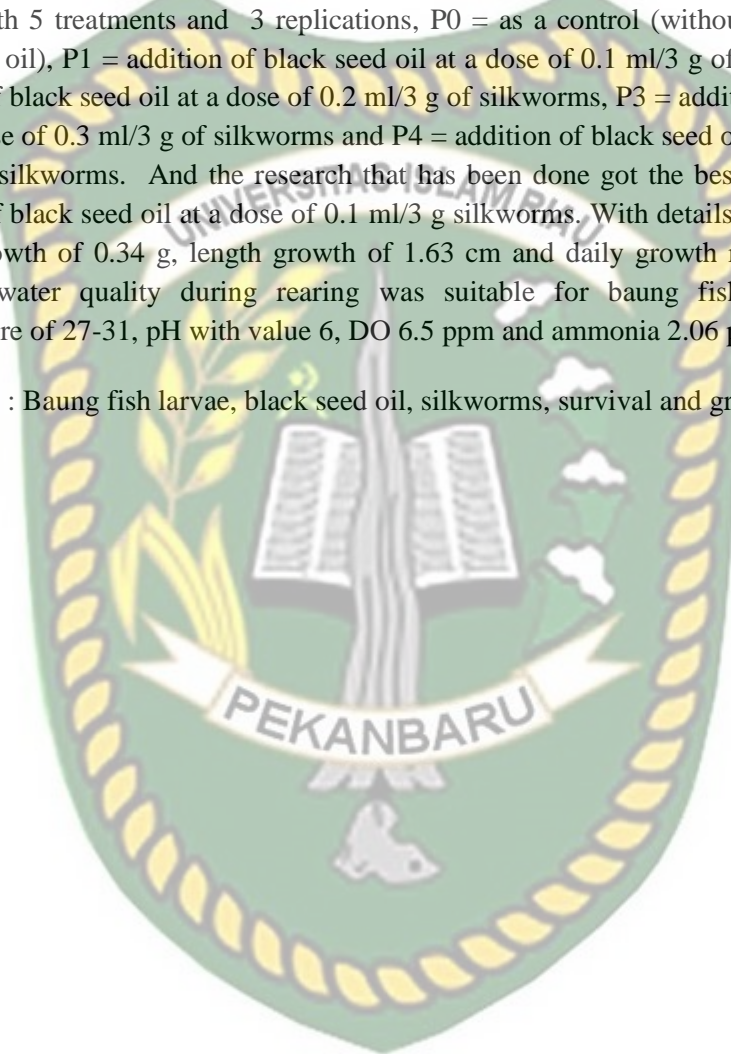 th 5 treatments and 3 replications, P0 = as a control (without
oil), P1 = addition of black seed oil at a dose of 0.1 ml/3 g of
f black seed oil at a dose of 0.2 ml/3 g of silkworms, P3 = addit
se of 0.3 ml/3 g of silkworms and P4 = addition of black seed o
silkworms. And the research that has been done got the bes
f black seed oil at a dose of 0.1 ml/3 g silkworms. With details
owth of 0.34 g, length growth of 1.63 cm and daily growth
water quality during rearing was suitable for baung fish
re of 27-31, pH with value 6, DO 6.5 ppm and ammonia 2.06 p
: Baung fish larvae, black seed oil, silkworms, survival and gr
UNIVERSITAS ISLAM RIAU
PEKANBARU